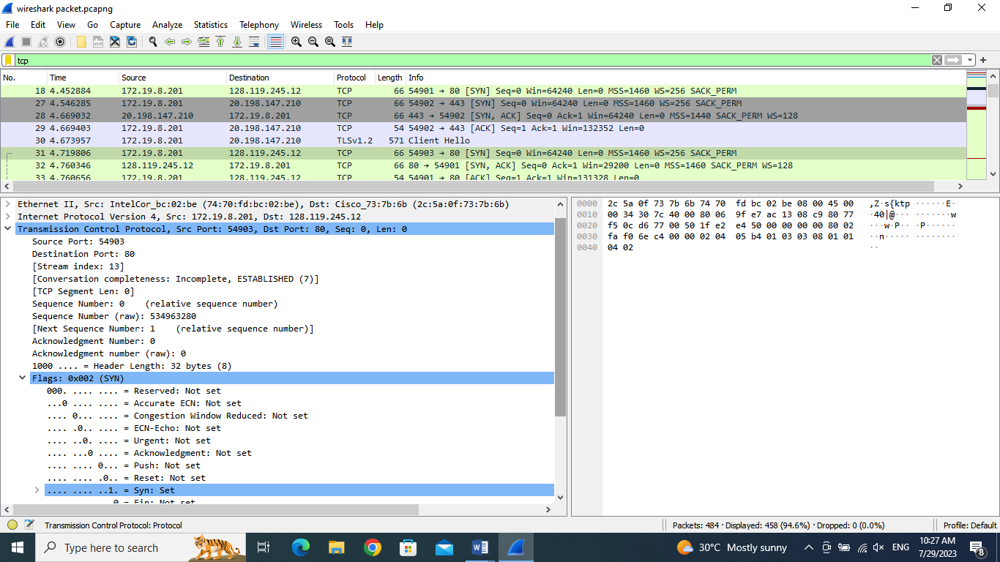 wireshark packet.pcapng
File Edit View Go Capture Analyze Statistics Telephony Wireless Tools Help
tcp
No. Time Source Destination Protocol Length Info
18 4.452884 172.19.8.201 128.119.245.12 TCP 66 54901 → 80 [SYN] Seq=0 Win=64240 Len=0 MSS=1460 WS=256 SACK_PERM
27 4.546285 172.19.8.201 20.198.147.210 TCP 66 54902 → 443 [SYN] Seq=0 Win=64240 Len=0 MSS=1460 WS=256 SACK_PERM
28 4.669032 20.198.147.210 172.19.8.201 TCP 66 443 → 54902 [SYN, ACK] Seq=0 Ack=1 Win=64240 Len=0 MSS=1440 SACK_PERM WS=128
29 4.669403 172.19.8.201 20.198.147.210 TCP 54 54902 → 443 [ACK] Seq=1 Ack=1 Win=132352 Len=0
30 4.673957 172.19.8.201 20.198.147.210 TLSv1.2 571 Client Hello
31 4.719806 172.19.8.201 128.119.245.12 TCP 66 54903 → 80 [SYN] Seq=0 Win=64240 Len=0 MSS=1460 WS=256 SACK_PERM
32 4.760346 128.119.245.12 172.19.8.201 TCP 66 80 → 54901 [SYN, ACK] Seq=0 Ack=1 Win=29200 Len=0 MSS=1460 SACK_PERM WS=128
33 4.760656 172.19.8.201 128.119.245.12 TCP 54 54901 → 80 [ACK] Seq=1 Ack=1 Win=131328 Len=0
Ethernet II, Src: IntelCor_bc:02:be (74:70:fd:bc:02:be), Dst: Cisco_73:7b:6b (2c:5a:0f:73:7b:6b)
Internet Protocol Version 4, Src: 172.19.8.201, Dst: 128.119.245.12
Transmission Control Protocol, Src Port: 54903, Dst Port: 80, Seq: 0, Len: 0
Source Port: 54903
Destination Port: 80
[Stream index: 13]
[Conversation completeness: Incomplete, ESTABLISHED (7)]
[TCP Segment Len: 0]
Sequence Number: 0 (relative sequence number)
Sequence Number (raw): 534963280
[Next Sequence Number: 1 (relative sequence number)]
Acknowledgment Number: 0
Acknowledgment number (raw): 0
1000 .... = Header Length: 32 bytes (8)
Flags: 0x002 (SYN)
000. .... .... = Reserved: Not set
...0 .... .... = Accurate ECN: Not set
.... 0... .... = Congestion Window Reduced: Not set
.... .0.. .... = ECN-Echo: Not set
.... ..0. .... = Urgent: Not set
.... ...0 .... = Acknowledgment: Not set
.... .... 0... = Push: Not set
.... .... .0.. = Reset: Not set
.... .... ..1. = Syn: Set
0 = Fin: Not set
0000 2c 5a 0f 73 7b 6b 74 70 fd bc 02 be 08 00 45 00 ,Z·s{ktp ······E·
0010 00 34 30 7c 40 00 80 06 9f e7 ac 13 08 c9 80 77 ·40|@··· ·······w
0020 f5 0c d6 77 00 50 1f e2 e4 50 00 00 00 00 80 02 ···w·P·· ·P······
0030 fa f0 6e c4 00 00 02 04 05 b4 01 03 03 08 01 01 ··n····· ········
0040 04 02 ··
Transmission Control Protocol: Protocol
Packets: 484 · Displayed: 458 (94.6%) · Dropped: 0 (0.0%)
Profile: Default
Type here to search
30°C Mostly sunny
ENG
10:27 AM
7/29/2023
8